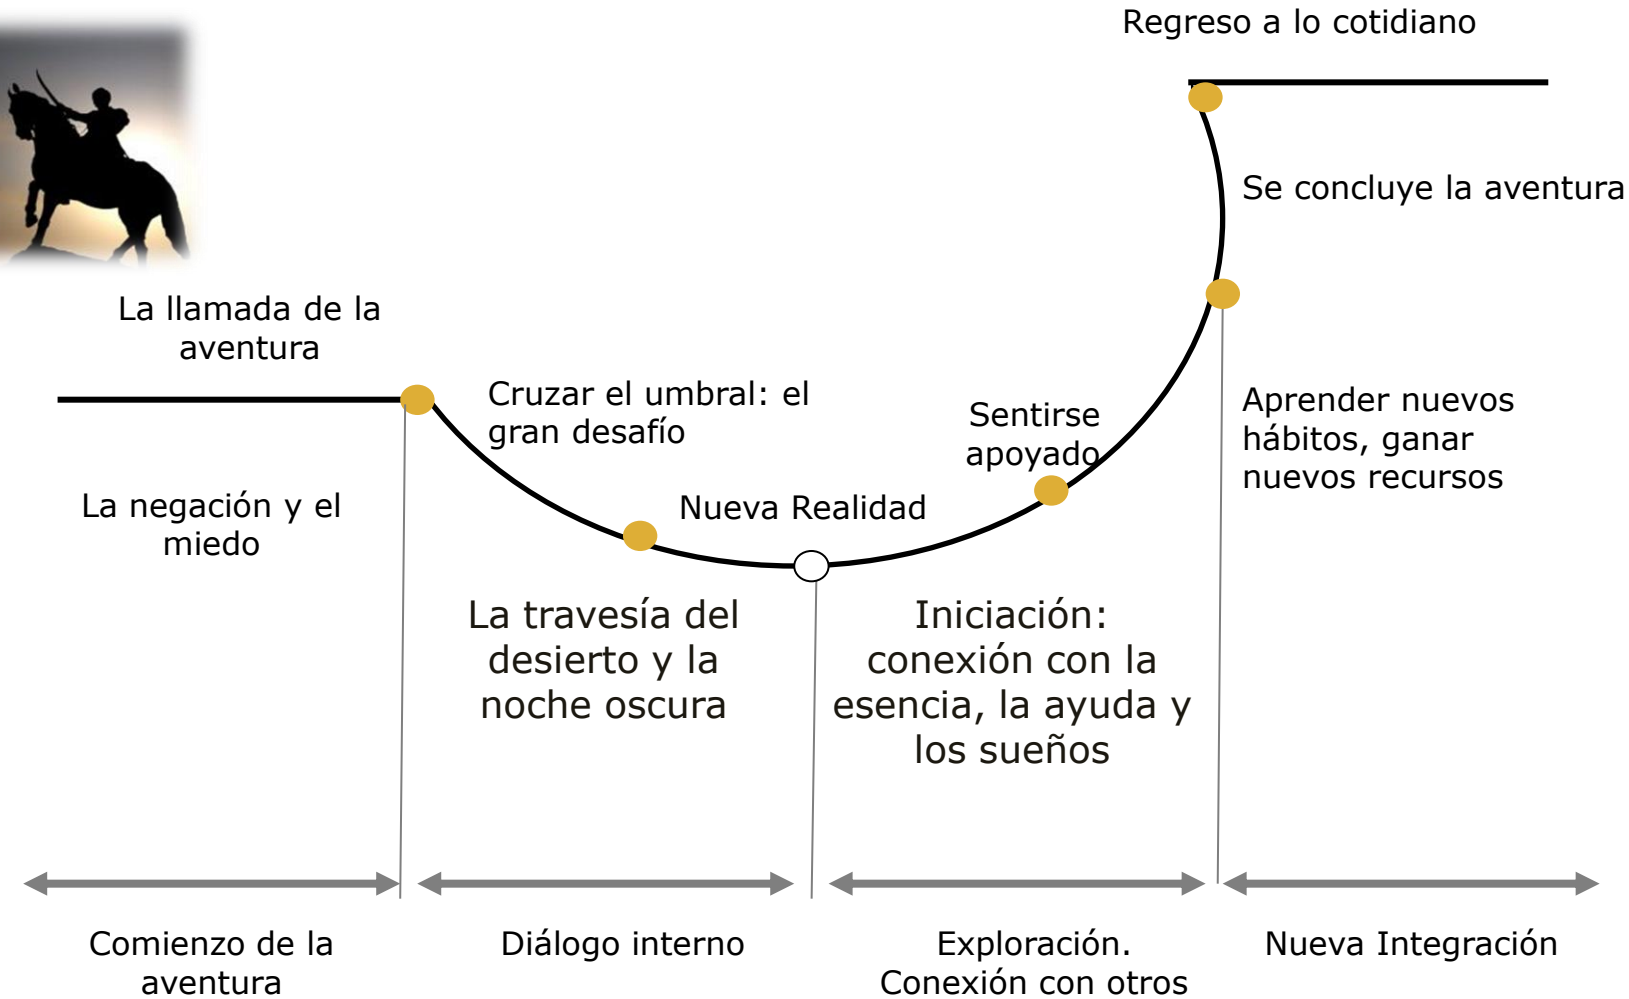 Regreso a lo cotidiano
Se concluye la aventura
La llamada de la
aventura
Cruzar el umbral: el
gran desafío
Sentirse
apoyado
Aprender nuevos
hábitos, ganar
nuevos recursos
La negación y el
miedo
Nueva Realidad
La travesía del
desierto y la
noche oscura
Iniciación:
conexión con la
esencia, la ayuda y
los sueños
Comienzo de la
aventura
Diálogo interno
Exploración.
Conexión con otros
Nueva Integración